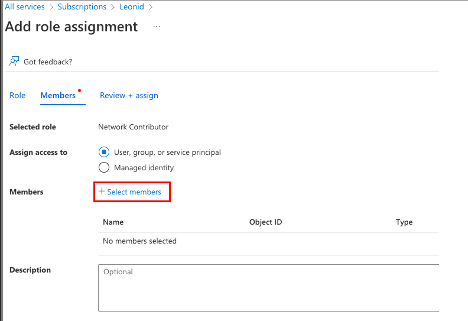 All services > Subscriptions > Leonid >
Add role assignment ...
Got feedback?
Role Members Review + assign
Selected role Network Contributor
Assign access to User, group, or service principal
Managed identity
Members + Select members
Name Object ID Type
No members selected
Description Optional